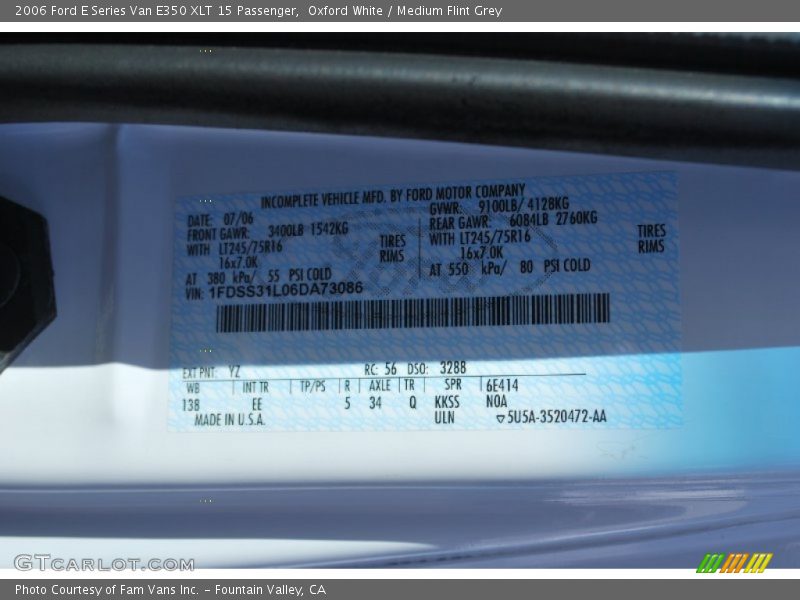 2006 Ford E Series Van E350 XLT 15 Passenger,  Oxford White / Medium Flint Grey
INCOMPLETE VEHICLE MFD. BY FORD MOTOR COMPANY
DATE: 07/06 GVWR: 9100LB/ 4128KG
FRONT GAWR: 3400LB 1542KG REAR GAWR: 6084LB 2760KG
WITH LT245/75R16 TIRES WITH LT245/75R16 TIRES
16x7.0K RIMS 16x7.0K RIMS
AT 380 kPa/ 55 PSI COLD AT 550 kPa/ 80 PSI COLD
VIN: 1FDSS31L06DA73086
EXT PNT: YZ RC: 56 DSO: 3288
WB INT TR TP/PS R AXLE TR SPR 6E414
138 EE 5 34 Q KKSS NOA
MADE IN U.S.A. ULN 5U5A-3520472-AA
GTCARLOT.COM
Photo Courtesy of Fam Vans Inc. - Fountain Valley, CA